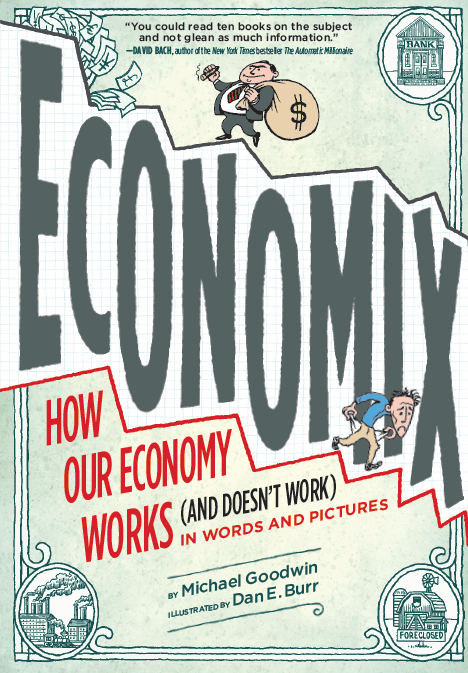 “You could read ten books on the subject
and not glean as much information.”
—DAVID BACH, author of the New York Times bestseller The Automatic Millionaire
BANK
$
ECONOMIX
HOW
OUR ECONOMY
WORKS (AND DOESN’T WORK)
IN WORDS AND PICTURES
BY Michael Goodwin
ILLUSTRATED BY Dan E. Burr
FORECLOSED